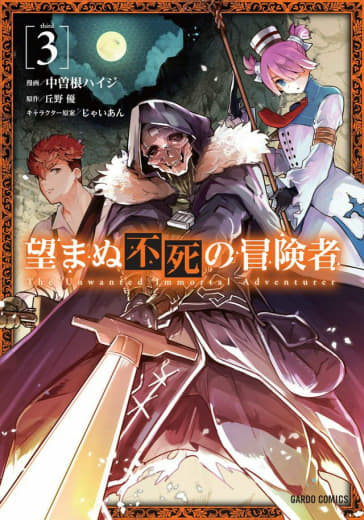 third
[3]
漫画/中曽根ハイジ
原作/丘野 優
キャラクター原案/じゃいあん
望まぬ不死の冒険者
The Unwanted Immortal Adventurer
GARDO COMICS